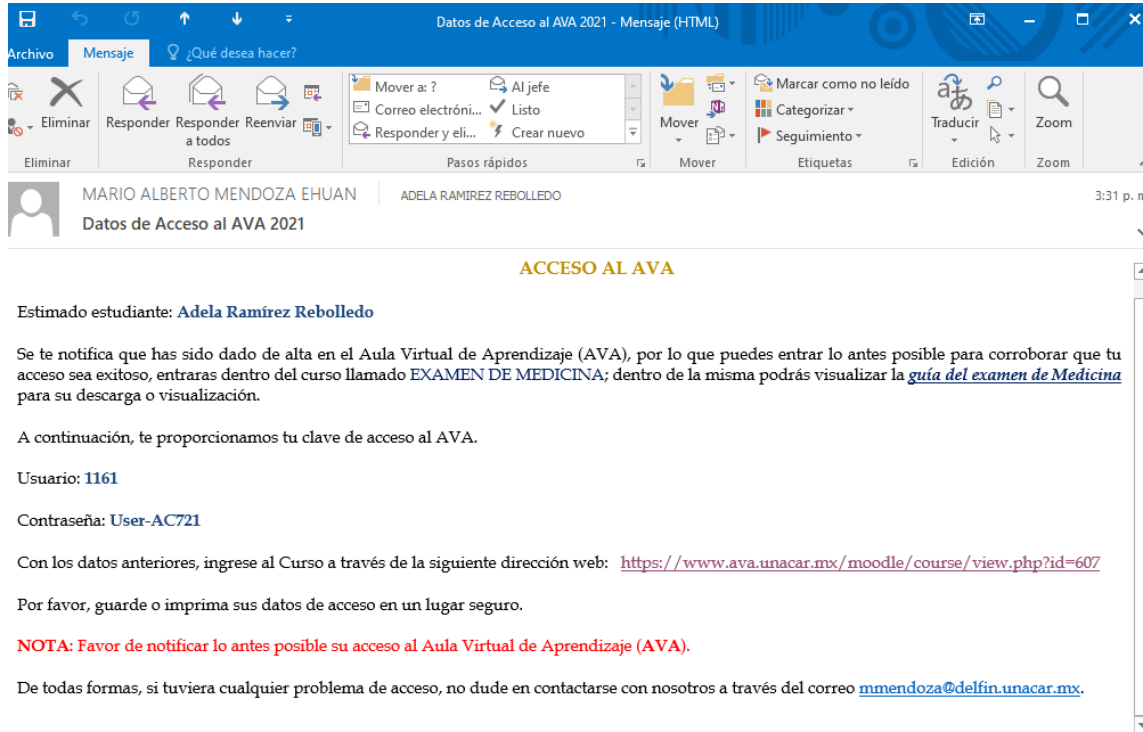 Datos de Acceso al AVA 2021 - Mensaje (HTML)
Archivo Mensaje ¿Qué desea hacer?
Eliminar
Responder
Responder a todos
Reenviar
Mover a: ?
Al jefe
Correo electróni...
Listo
Responder y eli...
Crear nuevo
Mover
Marcar como no leído
Categorizar
Seguimiento
Traducir
Zoom
Eliminar Responder Pasos rápidos Mover Etiquetas Edición Zoom
MARIO ALBERTO MENDOZA EHUAN ADELA RAMIREZ REBOLLEDO 3:31 p.
Datos de Acceso al AVA 2021
ACCESO AL AVA
Estimado estudiante: Adela Ramírez Rebolledo
Se te notifica que has sido dado de alta en el Aula Virtual de Aprendizaje (AVA), por lo que puedes entrar lo antes posible para corroborar que tu
acceso sea exitoso, entraras dentro del curso llamado EXAMEN DE MEDICINA; dentro de la misma podrás visualizar la guía del examen de Medicina
para su descarga o visualización.
A continuación, te proporcionamos tu clave de acceso al AVA.
Usuario: 1161
Contraseña: User-AC721
Con los datos anteriores, ingrese al Curso a través de la siguiente dirección web: https://www.ava.unacar.mx/moodle/course/view.php?id=607
Por favor, guarde o imprima sus datos de acceso en un lugar seguro.
NOTA: Favor de notificar lo antes posible su acceso al Aula Virtual de Aprendizaje (AVA).
De todas formas, si tuviera cualquier problema de acceso, no dude en contactarse con nosotros a través del correo mmendoza@delfin.unacar.mx.